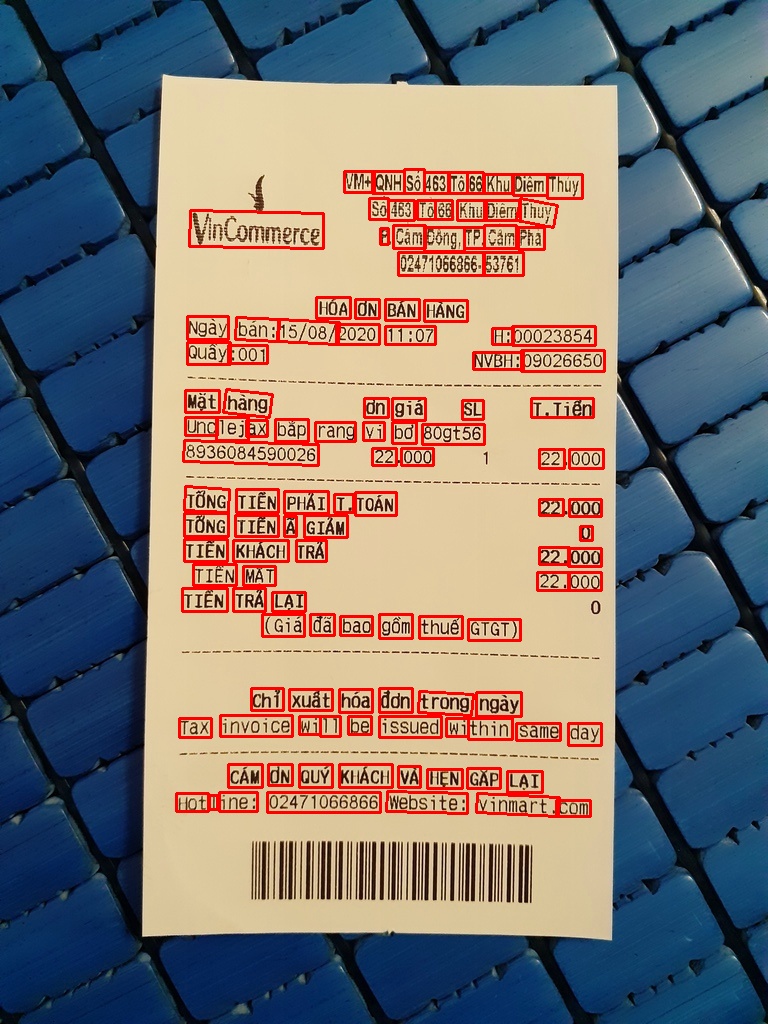 VinCommerce
VM+ QNH Số 463 Tổ 66 Khu Diêm Thuỷ
Số 463 Tổ 66 Khu Diêm Thuỷ
P. Cẩm Đông, TP. Cẩm Phả
02471066866-53761
HÓA ĐƠN BÁN HÀNG
Ngày bán:15/08/2020 11:07 HĐ:00023854
Quầy:001 NVBH:09026650
Mặt hàng Đơn giá SL T.Tiền
Unclejax bắp rang vị bơ 80gt56
8936084590026 22.000 1 22.000
TỔNG TIỀN PHẢI T.TOÁN 22.000
TỔNG TIỀN ĐÃ GIẢM 0
TIỀN KHÁCH TRẢ 22.000
TIỀN MẶT 22.000
TIỀN TRẢ LẠI 0
(Giá đã bao gồm thuế GTGT)
Chỉ xuất hóa đơn trong ngày
Tax invoice will be issued within same day
CẢM ƠN QUÝ KHÁCH VÀ HẸN GẶP LẠI
Hotline: 02471066866 Website: vinmart.com